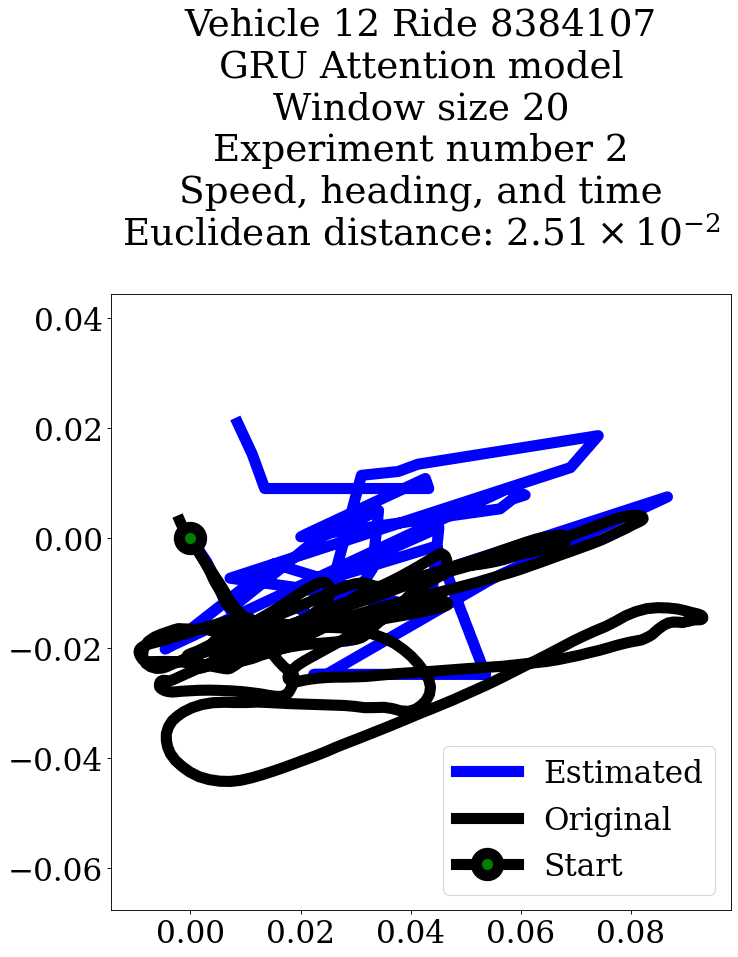 Vehicle 12 Ride 8384107
GRU Attention model
Window size 20
Experiment number 2
Speed, heading, and time
Euclidean distance: 2.51 × 10⁻²
0.04
0.02
0.00
−0.02
−0.04
−0.06
Estimated
Original
Start
0.00 0.02 0.04 0.06 0.08